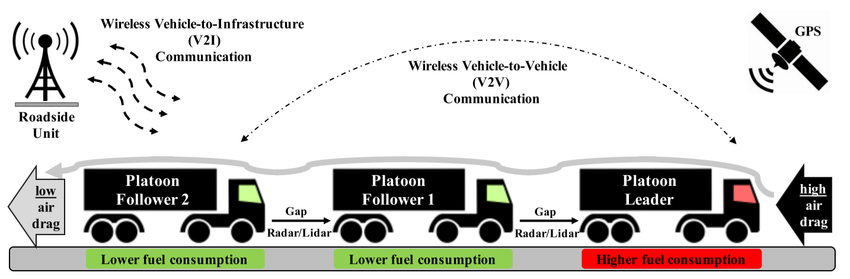 Wireless Vehicle-to-Infrastructure
(V2I)
Communication
GPS
Wireless Vehicle-to-Vehicle
(V2V)
Communication
Roadside
Unit
low
air
drag
Platoon
Follower 2
Gap
Radar/Lidar
Platoon
Follower 1
Gap
Radar/Lidar
Platoon
Leader
high
air
drag
Lower fuel consumption
Lower fuel consumption
Higher fuel consumption